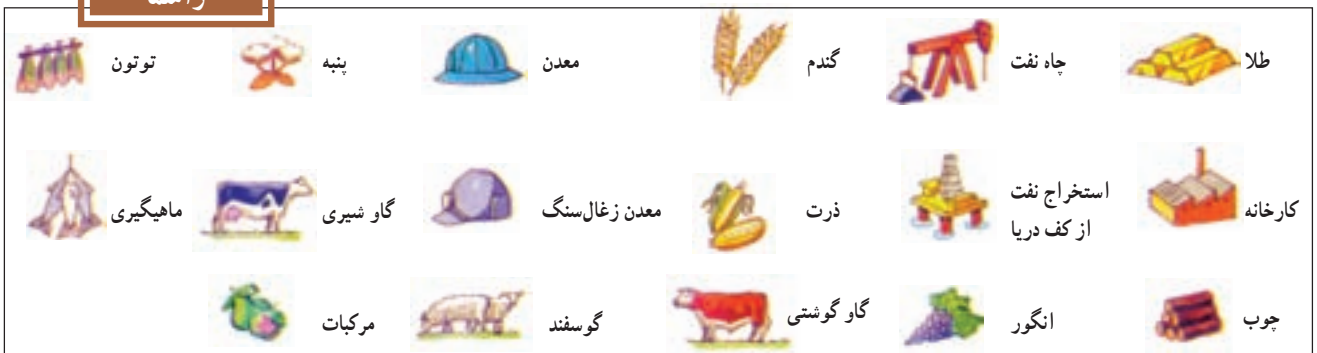 راهنما
طلا
چاه نفت
گندم
معدن
پنبه
توتون
کارخانه
استخراج نفت
از کف دریا
ذرت
معدن زغال‌سنگ
گاو شیری
ماهیگیری
چوب
انگور
گاو گوشتی
گوسفند
مرکبات